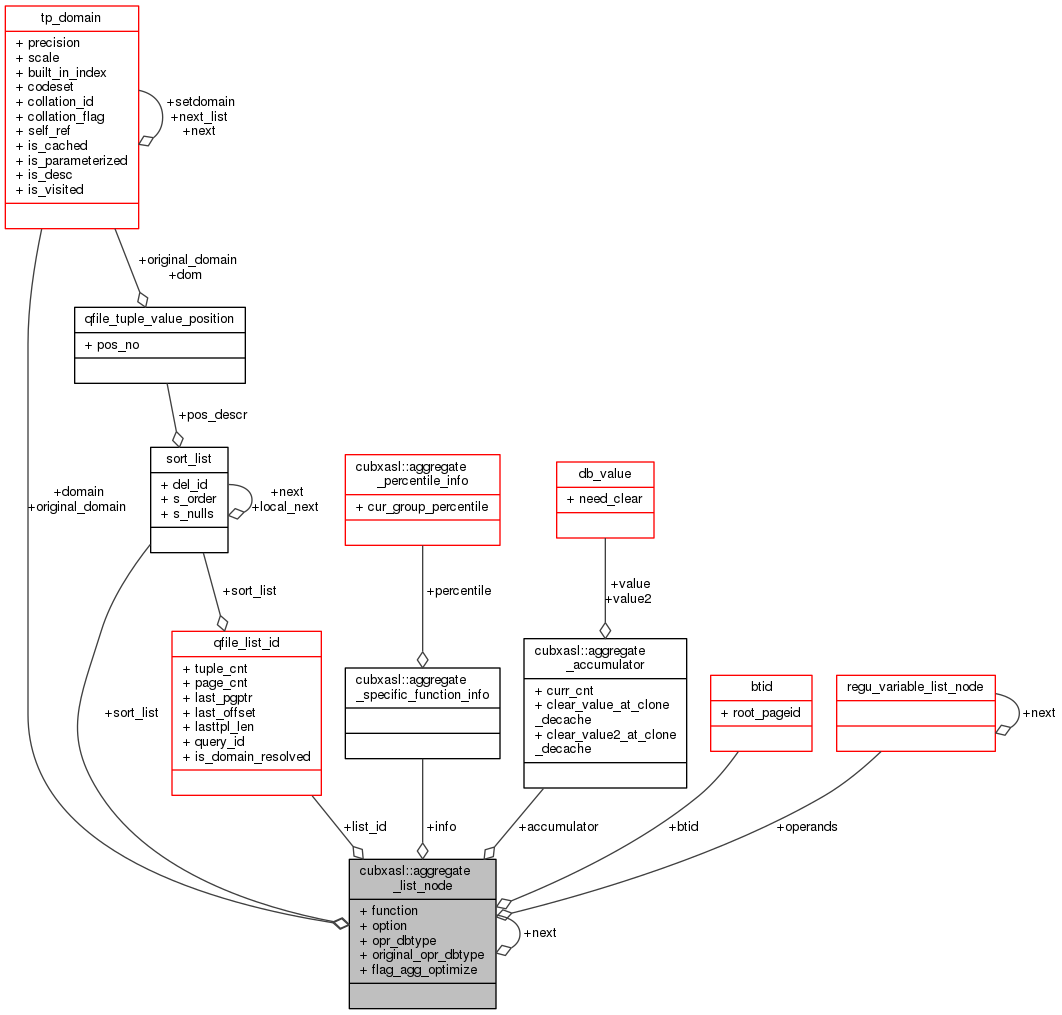 tp_domain
+ precision
+ scale
+ built_in_index
+ codeset
+ collation_id
+ collation_flag
+ self_ref
+ is_cached
+ is_parameterized
+ is_desc
+ is_visited
+setdomain
+next_list
+next
+original_domain
+dom
qfile_tuple_value_position
+ pos_no
+pos_descr
sort_list
+ del_id
+ s_order
+ s_nulls
+next
+local_next
+domain
+original_domain
cubxasl::aggregate
_percentile_info
+ cur_group_percentile
db_value
+ need_clear
+sort_list
+percentile
+value
+value2
qfile_list_id
+ tuple_cnt
+ page_cnt
+ last_pgptr
+ last_offset
+ lasttpl_len
+ query_id
+ is_domain_resolved
cubxasl::aggregate
_specific_function_info
cubxasl::aggregate
_accumulator
+ curr_cnt
+ clear_value_at_clone
_decache
+ clear_value2_at_clone
_decache
btid
+ root_pageid
regu_variable_list_node
+next
+sort_list
+list_id
+info
+accumulator
+btid
+operands
cubxasl::aggregate
_list_node
+ function
+ option
+ opr_dbtype
+ original_opr_dbtype
+ flag_agg_optimize
+next